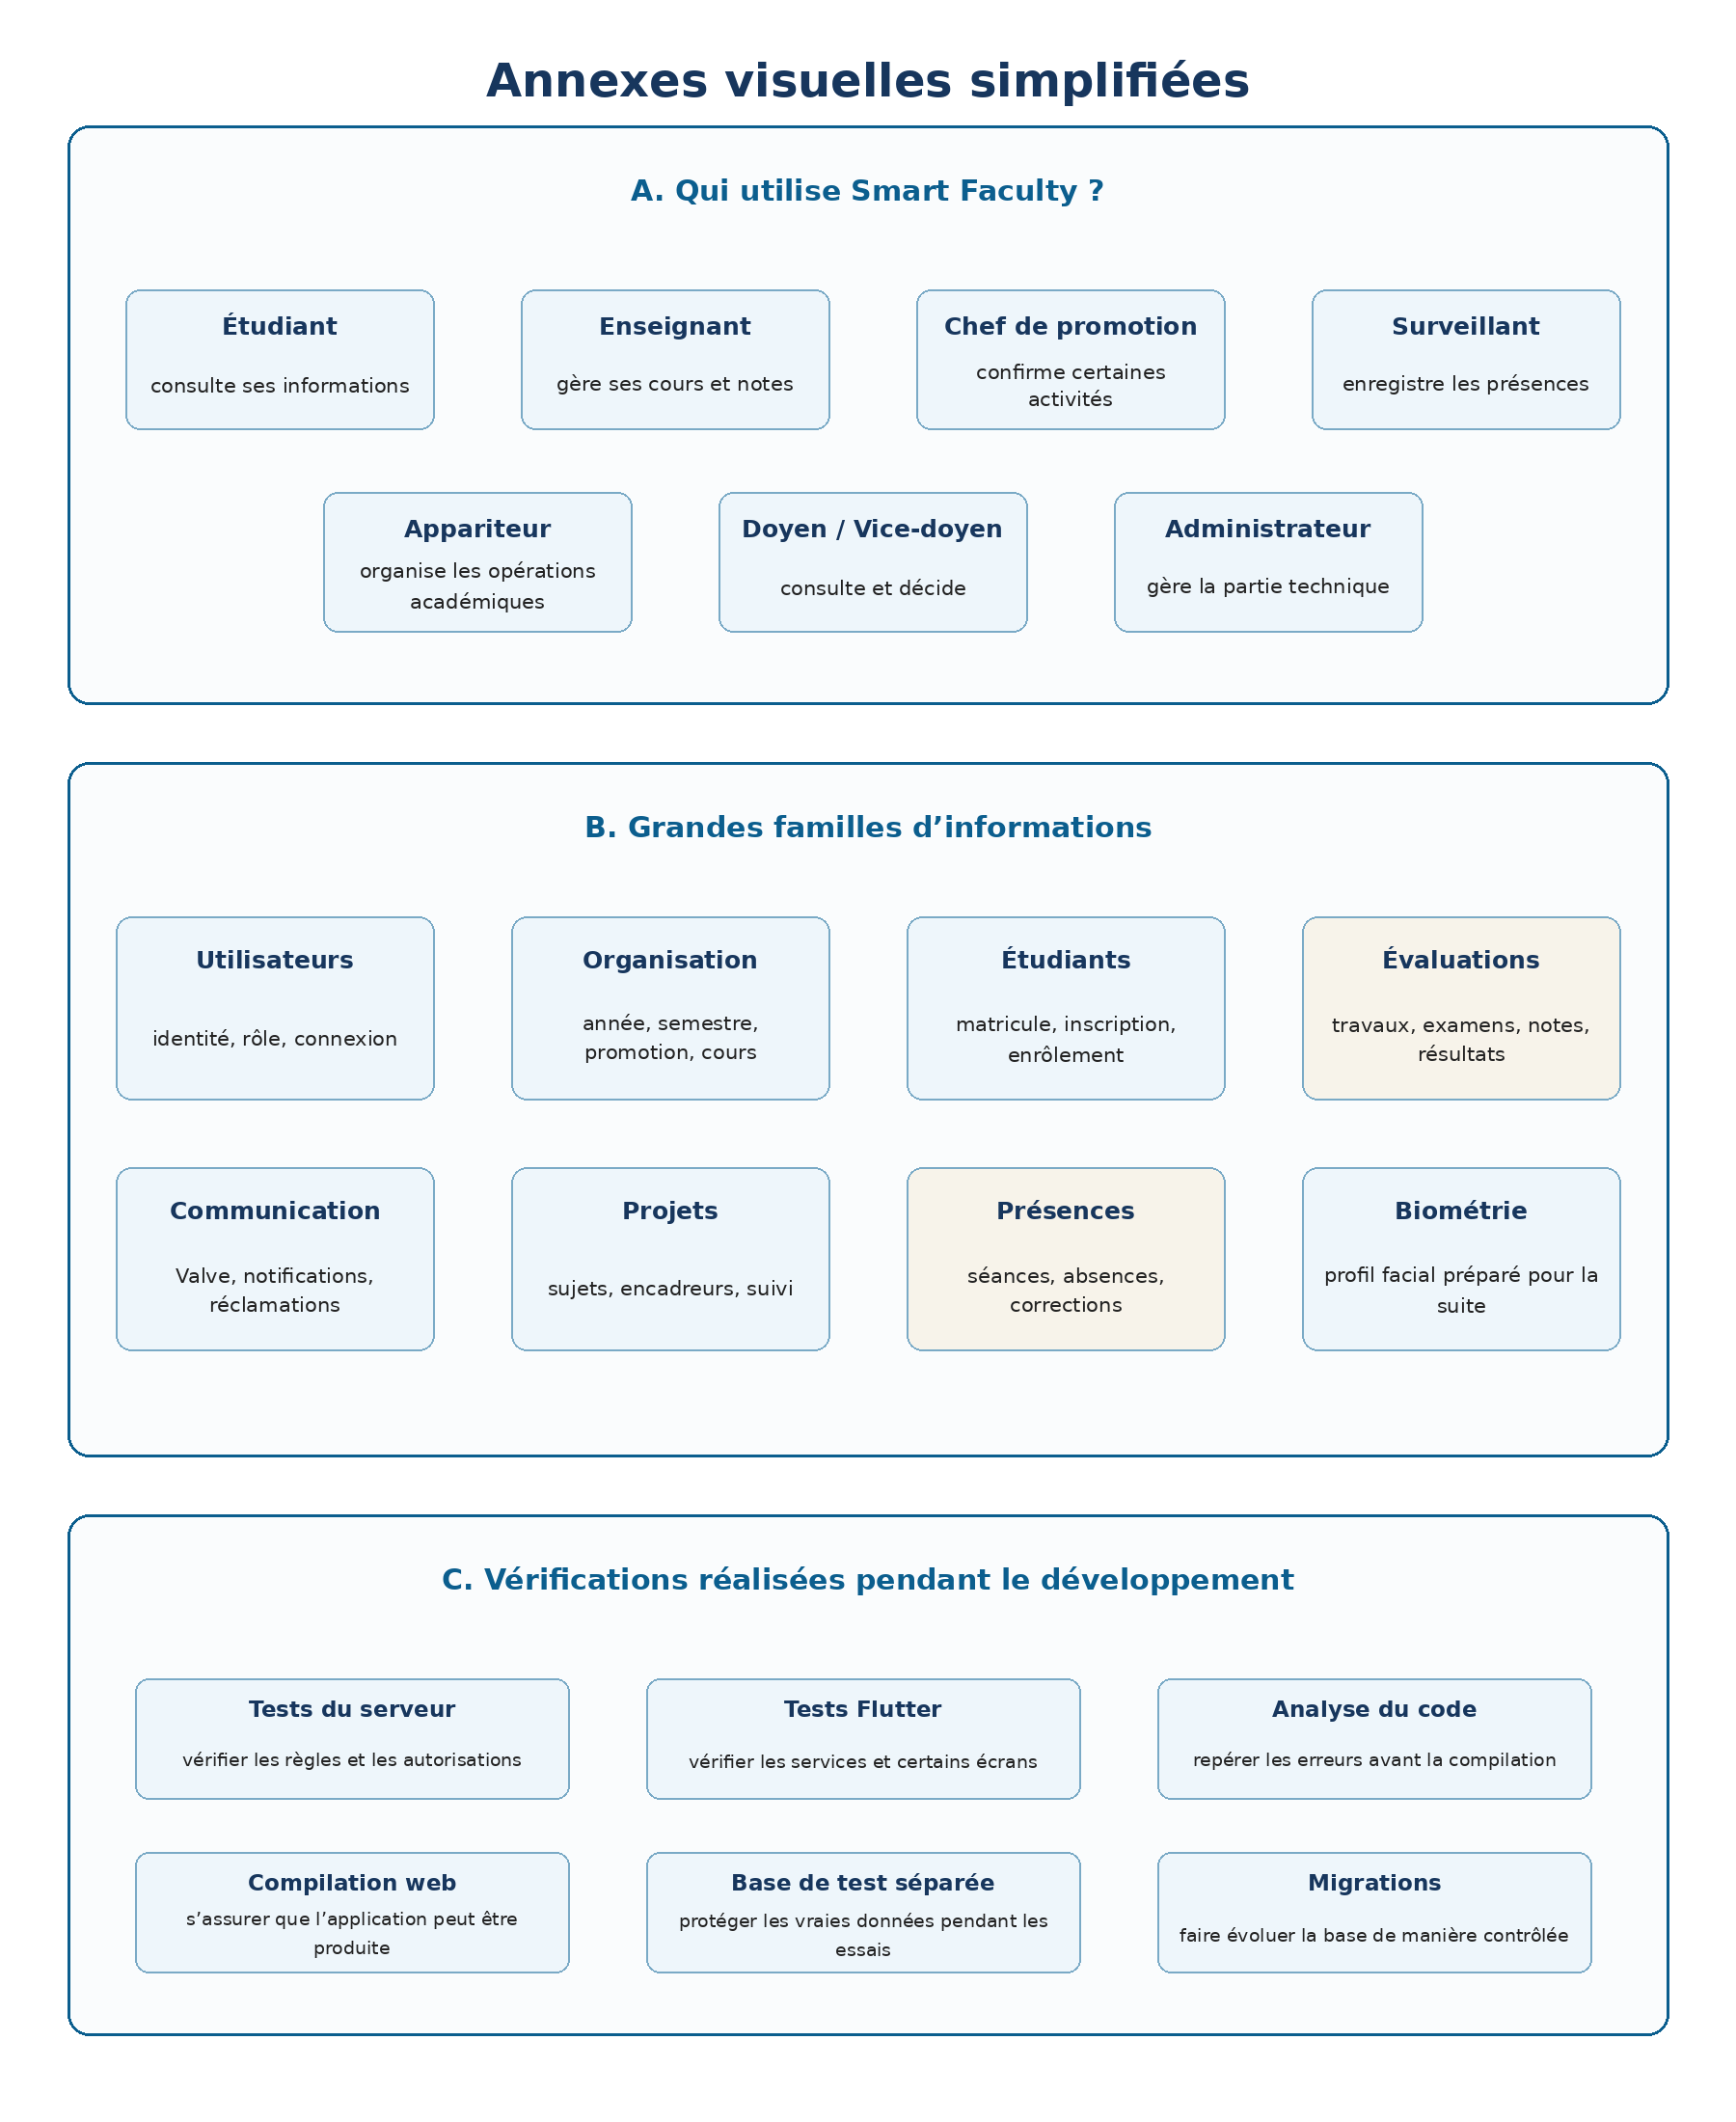 Annexes visuelles simplifiées
A. Qui utilise Smart Faculty ?
Étudiant
consulte ses informations
Enseignant
gère ses cours et notes
Chef de promotion
confirme certaines
activités
Surveillant
enregistre les présences
Appariteur
organise les opérations
académiques
Doyen / Vice-doyen
consulte et décide
Administrateur
gère la partie technique
B. Grandes familles d’informations
Utilisateurs
identité, rôle, connexion
Organisation
année, semestre,
promotion, cours
Étudiants
matricule, inscription,
enrôlement
Évaluations
travaux, examens, notes,
résultats
Communication
Valve, notifications,
réclamations
Projets
sujets, encadreurs, suivi
Présences
séances, absences,
corrections
Biométrie
profil facial préparé pour la
suite
C. Vérifications réalisées pendant le développement
Tests du serveur
vérifier les règles et les autorisations
Tests Flutter
vérifier les services et certains écrans
Analyse du code
repérer les erreurs avant la compilation
Compilation web
s’assurer que l’application peut être
produite
Base de test séparée
protéger les vraies données pendant les
essais
Migrations
faire évoluer la base de manière contrôlée